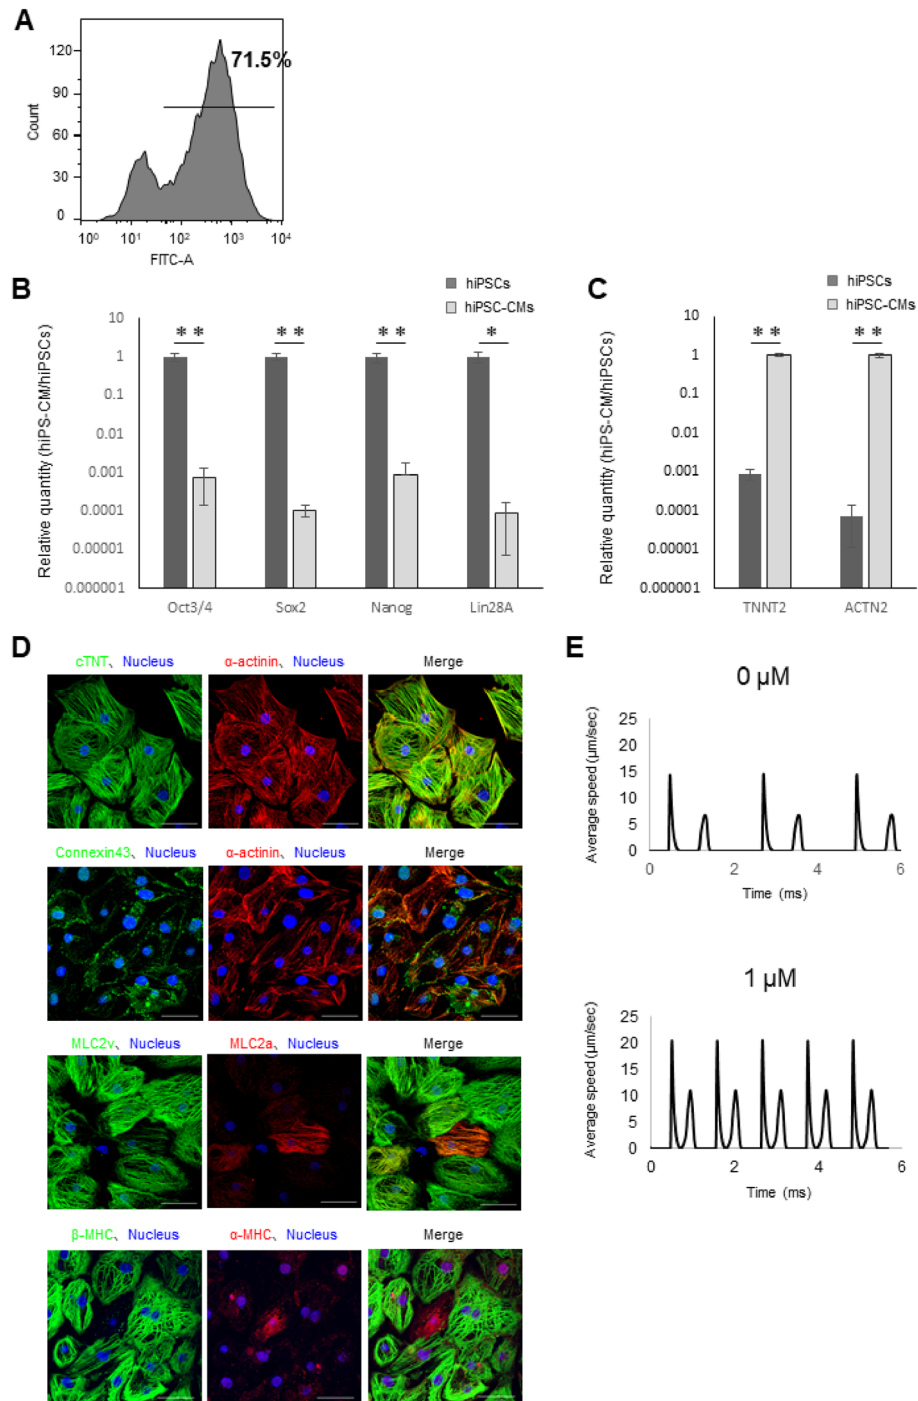 A
71.5%
120
90
60
30
0
Count
10⁰ 10¹ 10² 10³ 10⁴
FITC-A
B
hiPSCs
hiPSC-CMs
Relative quantity (hiPS-CM/hiPSCs)
10
1
0.1
0.01
0.001
0.0001
0.00001
0.000001
** ** ** *
Oct3/4 Sox2 Nanog Lin28A
C
hiPSCs
hiPSC-CMs
Relative quantity (hiPS-CM/hiPSCs)
10
1
0.1
0.01
0.001
0.0001
0.00001
0.000001
** **
TNNT2 ACTN2
D
cTNT、Nucleus α-actinin、Nucleus Merge
Connexin43、Nucleus α-actinin、Nucleus Merge
MLC2v、Nucleus MLC2a、Nucleus Merge
β-MHC、Nucleus α-MHC、Nucleus Merge
E
0 µM
Average speed (µm/sec)
25
20
15
10
5
0
0 2 4 6
Time (ms)
1 µM
Average speed (µm/sec)
25
20
15
10
5
0
0 2 4 6
Time (ms)